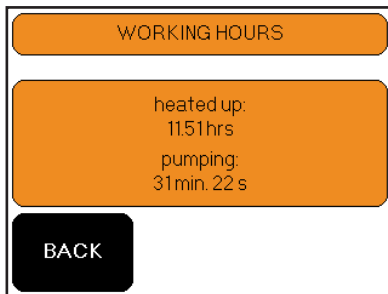 WORKING HOURS
heated up:
11.51 hrs
pumping:
31 min. 22 s
BACK